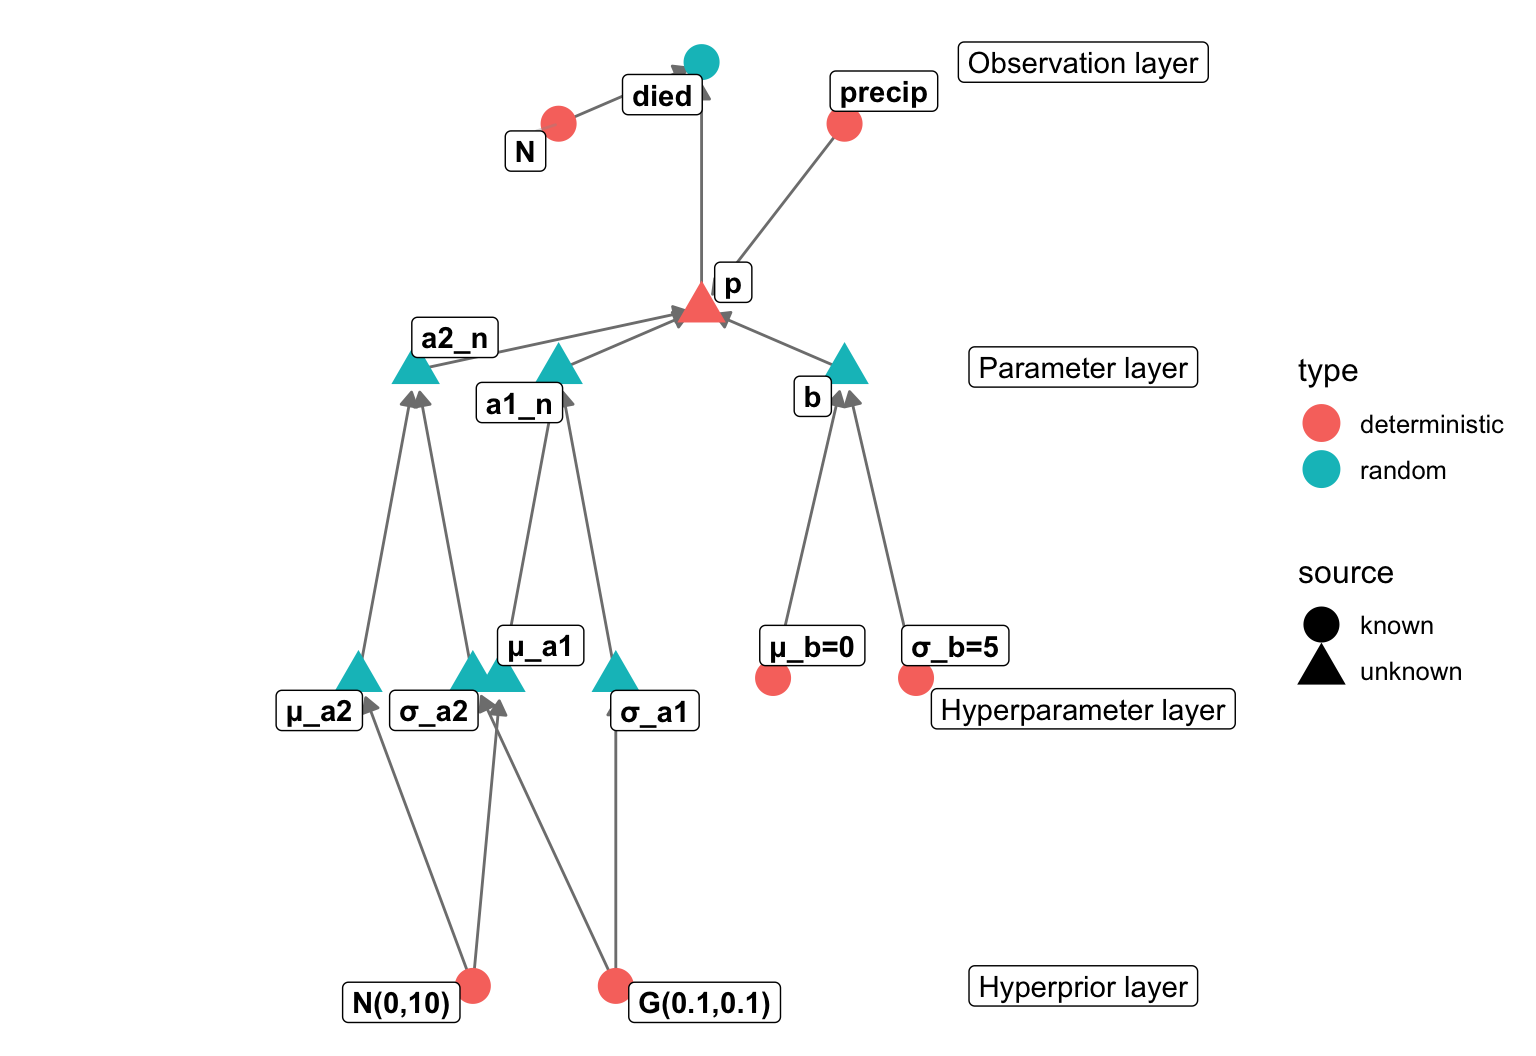 Observation layer
died
precip
N
p
a2_n
a1_n
b
Parameter layer
type
deterministic
random
source
known
unknown
μ_a1
μ_b=0
σ_b=5
μ_a2
σ_a2
σ_a1
Hyperparameter layer
N(0,10)
G(0.1,0.1)
Hyperprior layer